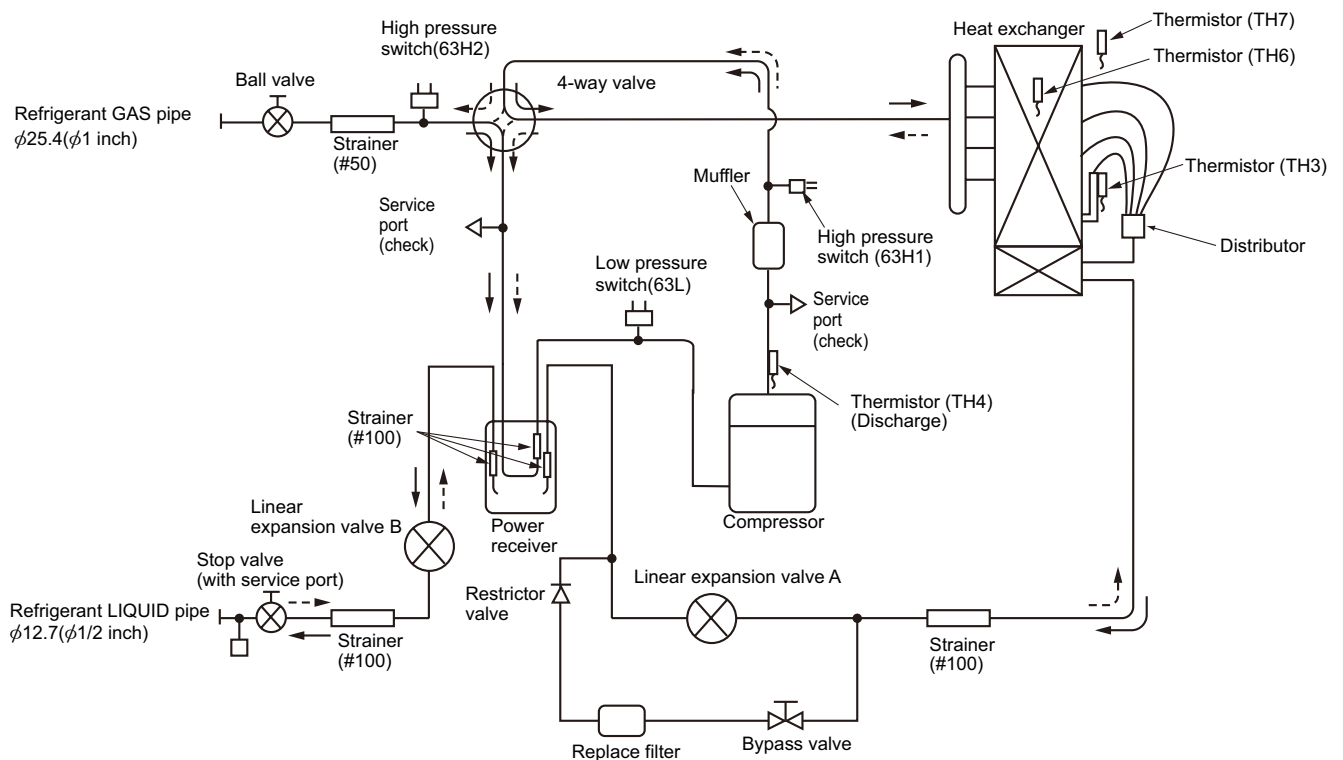 High pressure
switch(63H2)
Ball valve
4-way valve
Heat exchanger
Thermistor (TH7)
Thermistor (TH6)
Refrigerant GAS pipe
ϕ25.4(ϕ1 inch)
Strainer
(#50)
Muffler
Thermistor (TH3)
Service
port
(check)
High pressure
switch (63H1)
Distributor
Low pressure
switch(63L)
Service
port
(check)
Thermistor (TH4)
(Discharge)
Strainer
(#100)
Linear
expansion valve B
Power
receiver
Compressor
Stop valve
(with service port)
Restrictor
valve
Linear expansion valve A
Refrigerant LIQUID pipe
ϕ12.7(ϕ1/2 inch)
Strainer
(#100)
Strainer
(#100)
Replace filter
Bypass valve